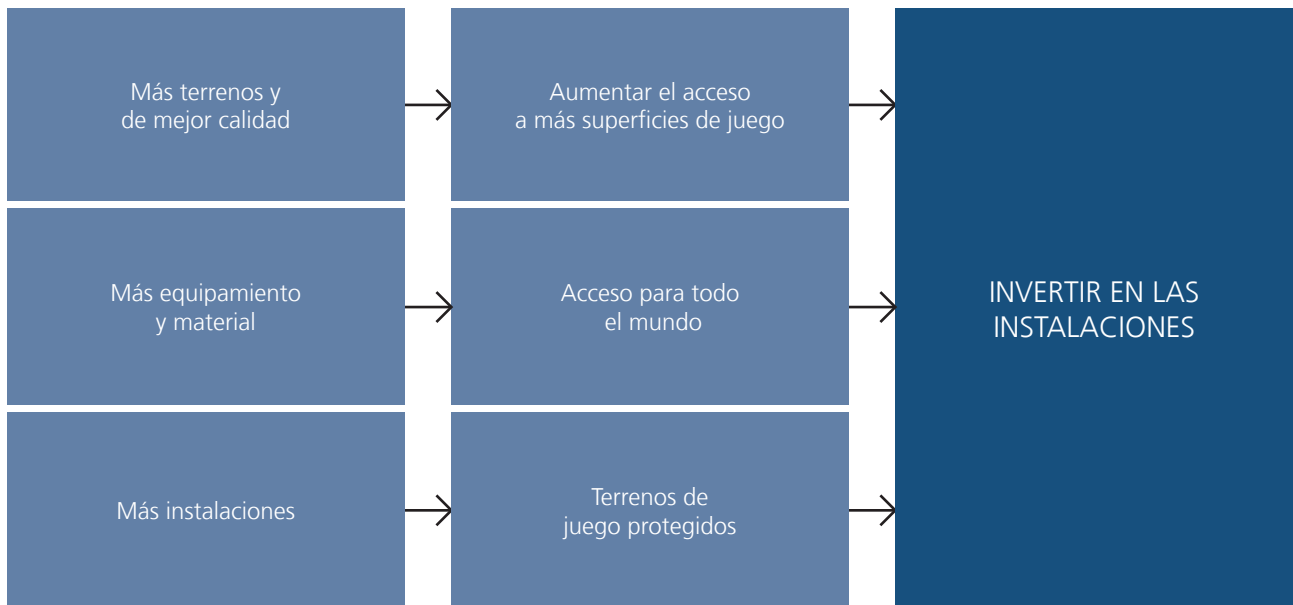 Más terrenos y
de mejor calidad
Aumentar el acceso
a más superficies de juego
Más equipamiento
y material
Acceso para todo
el mundo
INVERTIR EN LAS
INSTALACIONES
Más instalaciones
Terrenos de
juego protegidos